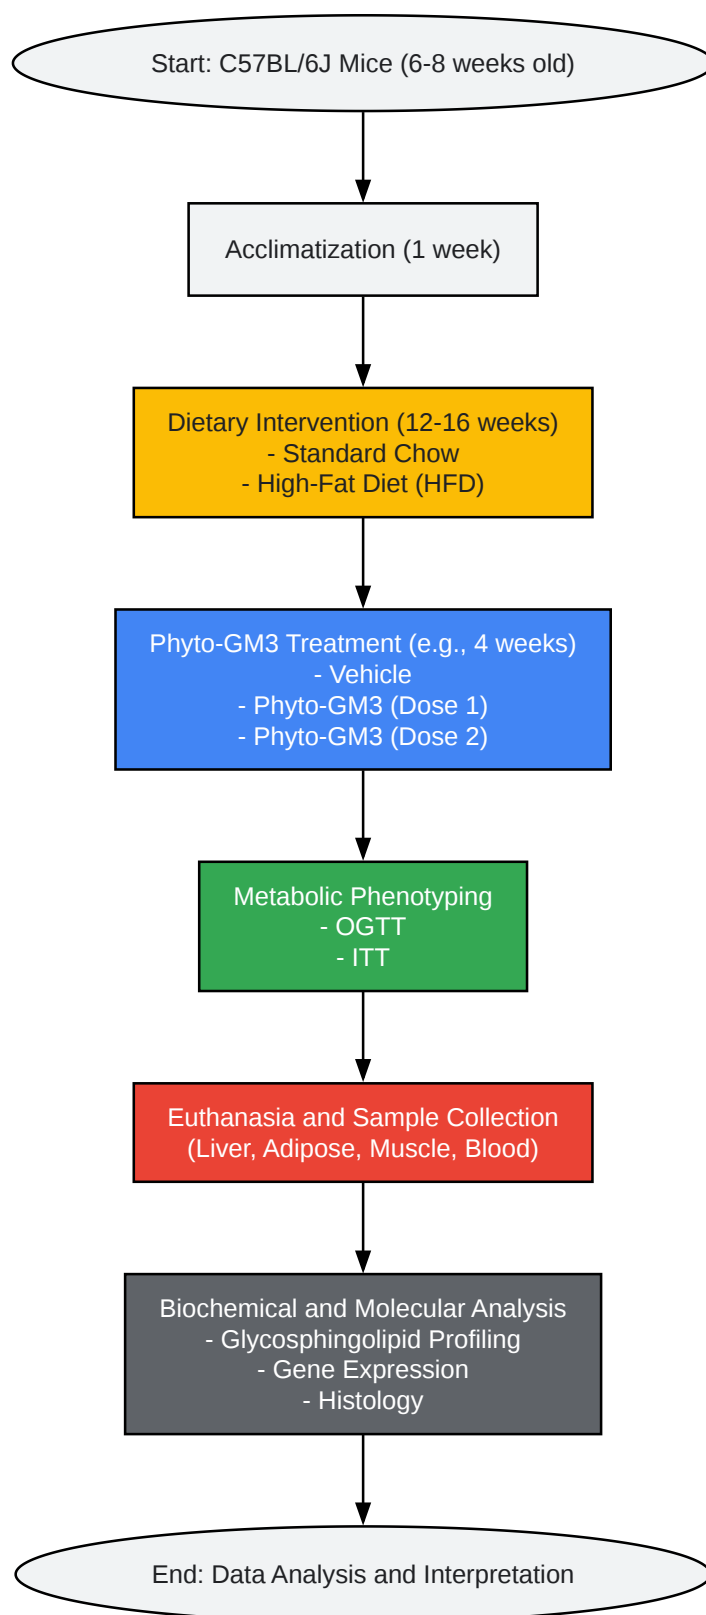 Start: C57BL/6J Mice (6-8 weeks old)
Acclimatization (1 week)
Dietary Intervention (12-16 weeks)
- Standard Chow
- High-Fat Diet (HFD)
Phyto-GM3 Treatment (e.g., 4 weeks)
- Vehicle
- Phyto-GM3 (Dose 1)
- Phyto-GM3 (Dose 2)
Metabolic Phenotyping
- OGTT
- ITT
Euthanasia and Sample Collection
(Liver, Adipose, Muscle, Blood)
Biochemical and Molecular Analysis
- Glycosphingolipid Profiling
- Gene Expression
- Histology
End: Data Analysis and Interpretation